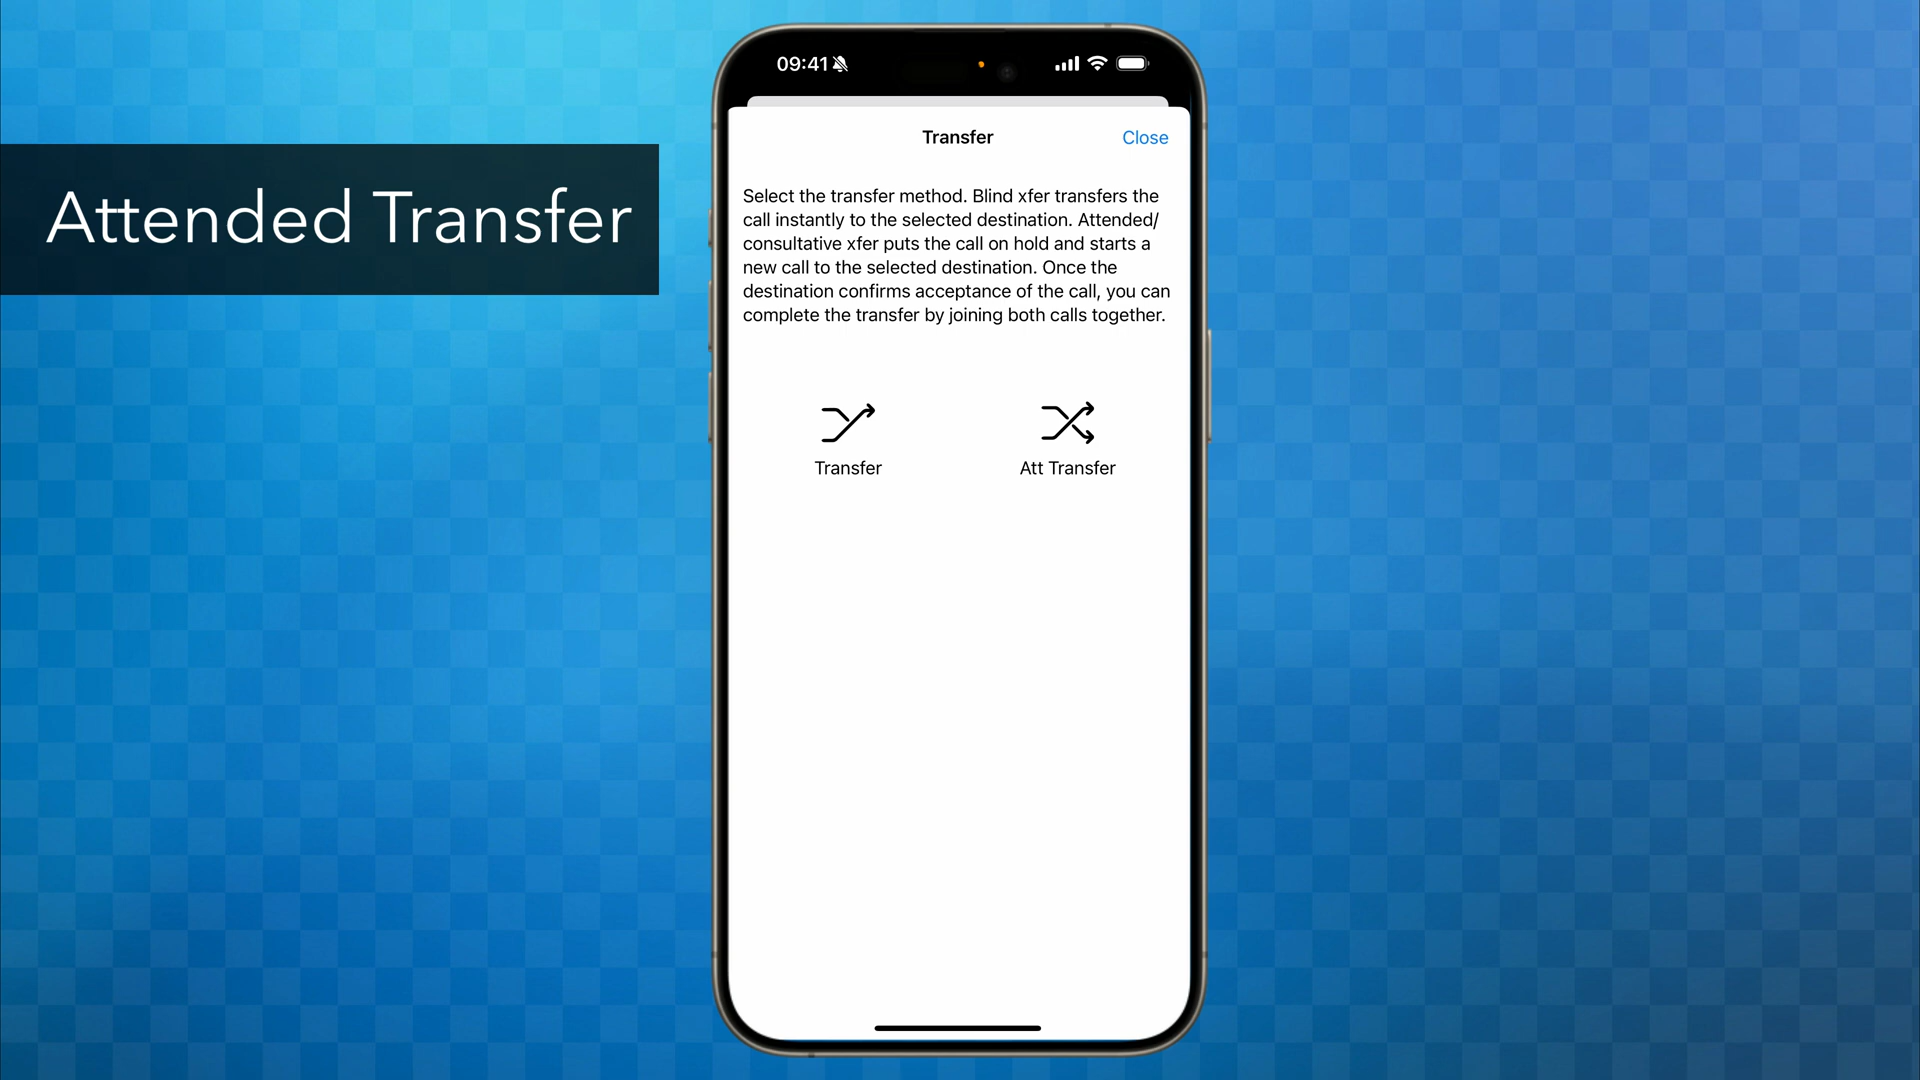 Attended Transfer
09:41
Transfer
Close
Select the transfer method. Blind xfer transfers the
call instantly to the selected destination. Attended/
consultative xfer puts the call on hold and starts a
new call to the selected destination. Once the
destination confirms acceptance of the call, you can
complete the transfer by joining both calls together.
Transfer
Att Transfer